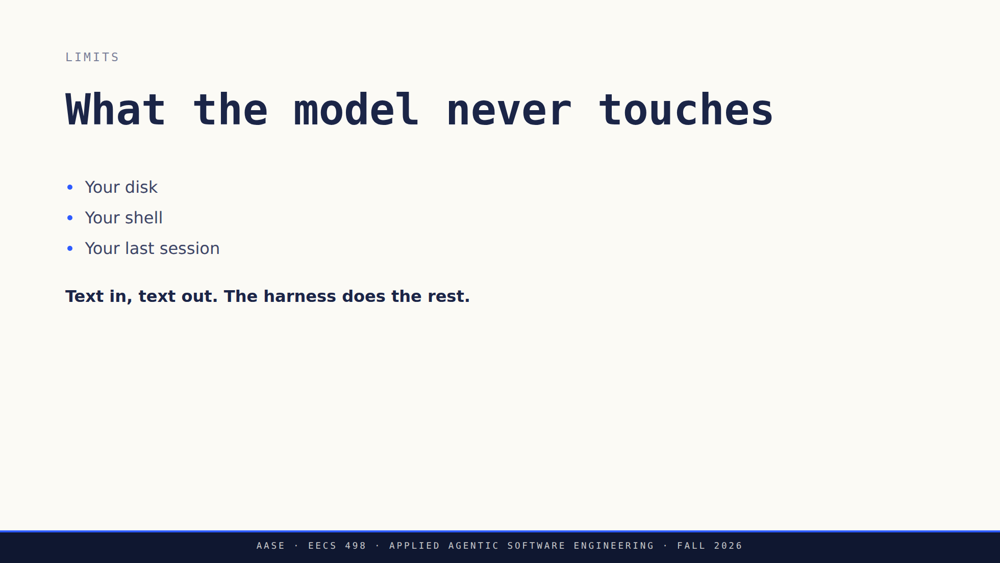 LIMITS
What the model never touches
• Your disk
• Your shell
• Your last session
Text in, text out. The harness does the rest.
AASE · EECS 498 · APPLIED AGENTIC SOFTWARE ENGINEERING · FALL 2026